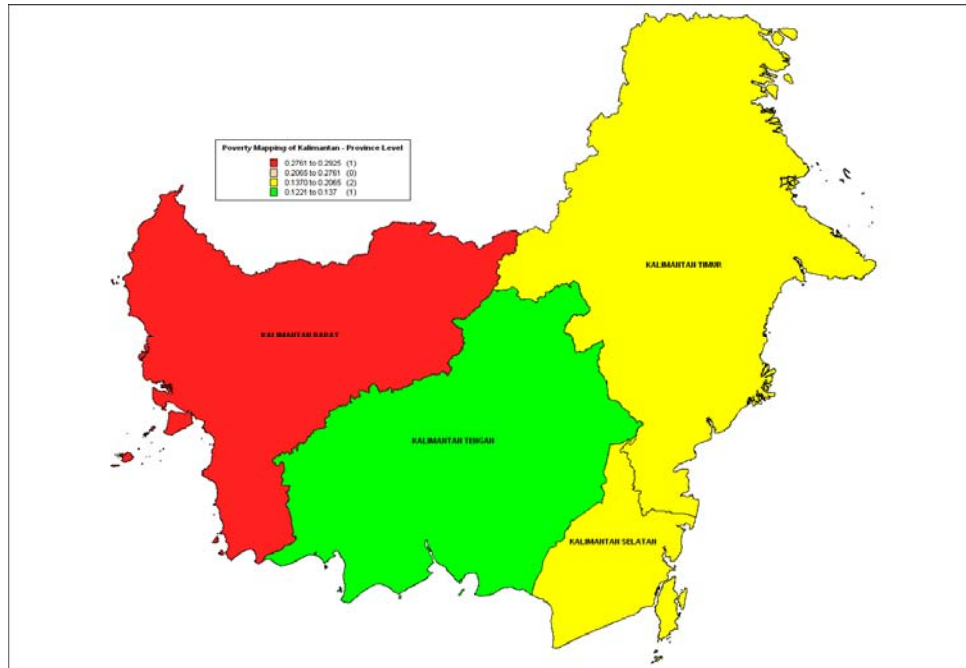 Poverty Mapping of Kalimantan - Province Level
0.2761 to 0.2925 (1)
0.2065 to 0.2761 (0)
0.1370 to 0.2065 (2)
0.1221 to 0.137 (1)
KALIMANTAN TIMUR
KALIMANTAN BARAT
KALIMANTAN TENGAH
KALIMANTAN SELATAN